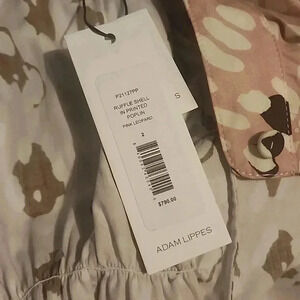 P21127PP
RUFFLE SHELL
IN PRINTED
POPLIN
PINK LEOPARD
2
S
$790.00
ADAM LIPPES